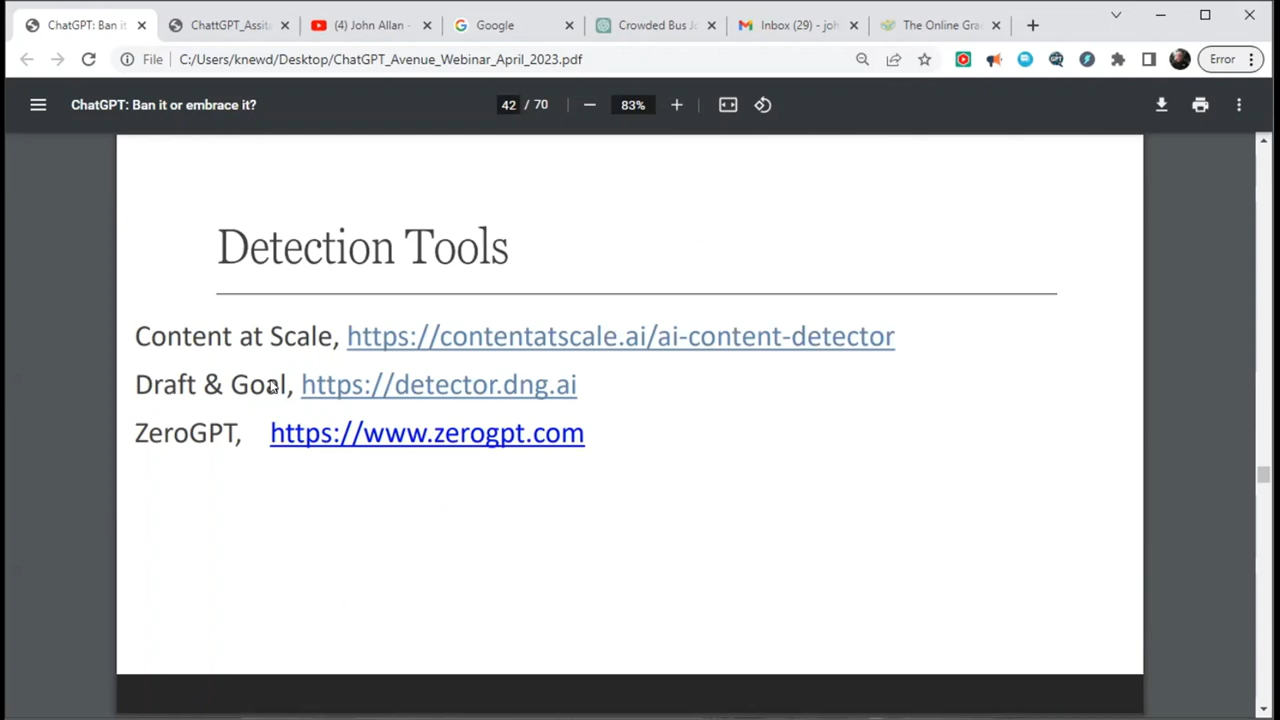 ChatGPT: Ban i
ChattGPT_Assit
(4) John Allan -
Google
Crowded Bus Jo
Inbox (29) - joh
The Online Gra
File C:/Users/knewd/Desktop/ChatGPT_Avenue_Webinar_April_2023.pdf Error
ChatGPT: Ban it or embrace it? 42 / 70 83%
Detection Tools
Content at Scale, https://contentatscale.ai/ai-content-detector
Draft & Goal, https://detector.dng.ai
ZeroGPT, https://www.zerogpt.com